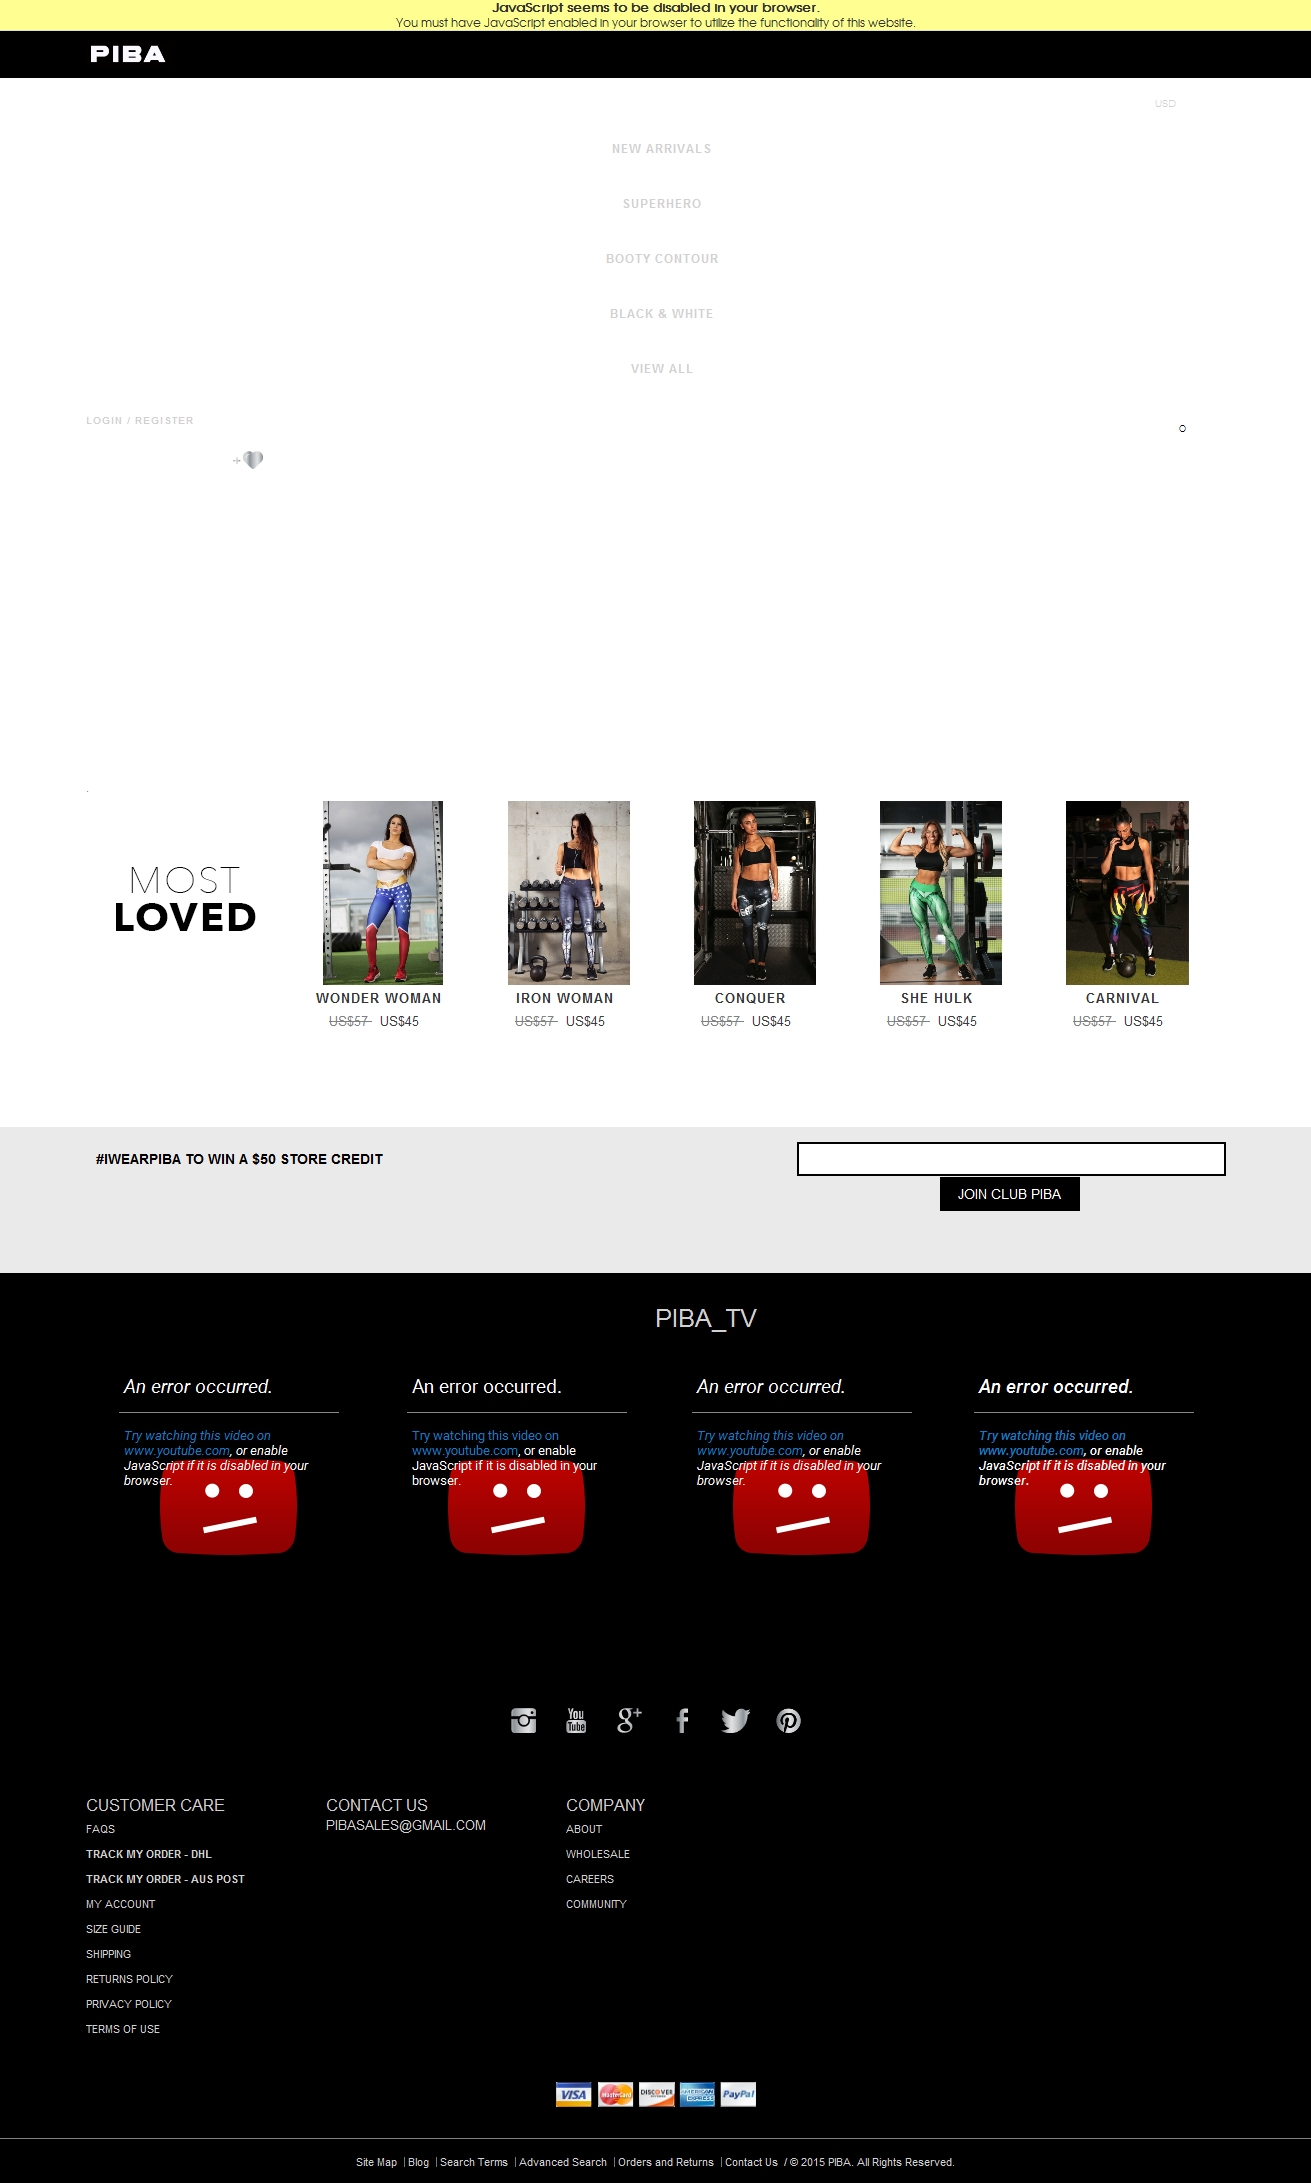 JavaScript seems to be disabled in your browser.
You must have JavaScript enabled in your browser to utilize the functionality of this website.
PIBA
USD
NEW ARRIVALS
SUPERHERO
BOOTY CONTOUR
BLACK & WHITE
VIEW ALL
LOGIN / REGISTER
MOST
LOVED
WONDER WOMAN
US$57 US$45
IRON WOMAN
US$57 US$45
CONQUER
US$57 US$45
SHE HULK
US$57 US$45
CARNIVAL
US$57 US$45
#IWEARPIBA TO WIN A $50 STORE CREDIT
JOIN CLUB PIBA
PIBA_TV
An error occurred.
Try watching this video on
www.youtube.com, or enable
JavaScript if it is disabled in your
browser.
An error occurred.
Try watching this video on
www.youtube.com, or enable
JavaScript if it is disabled in your
browser.
An error occurred.
Try watching this video on
www.youtube.com, or enable
JavaScript if it is disabled in your
browser.
An error occurred.
Try watching this video on
www.youtube.com, or enable
JavaScript if it is disabled in your
browser.
You
Tube
CUSTOMER CARE
FAQS
TRACK MY ORDER - DHL
TRACK MY ORDER - AUS POST
MY ACCOUNT
SIZE GUIDE
SHIPPING
RETURNS POLICY
PRIVACY POLICY
TERMS OF USE
CONTACT US
PIBASALES@GMAIL.COM
COMPANY
ABOUT
WHOLESALE
CAREERS
COMMUNITY
VISA MasterCard DISCOVER AMERICAN EXPRESS PayPal
Site Map | Blog | Search Terms | Advanced Search | Orders and Returns | Contact Us / © 2015 PIBA. All Rights Reserved.